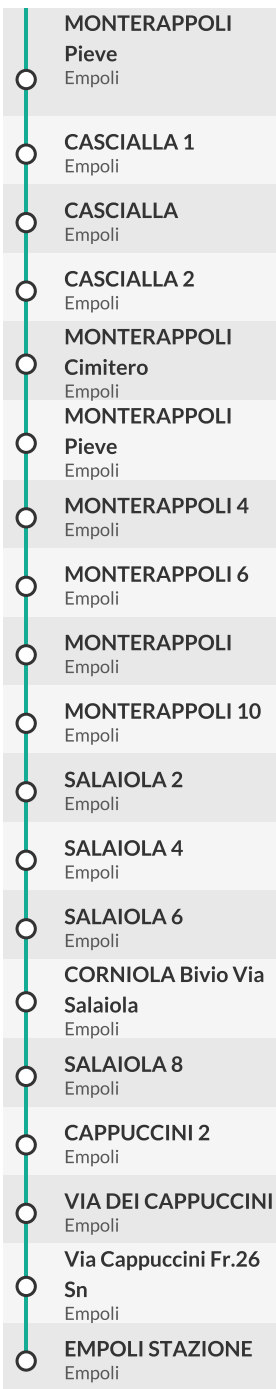 MONTERAPPOLI
Pieve
Empoli
CASCIALLA 1
Empoli
CASCIALLA
Empoli
CASCIALLA 2
Empoli
MONTERAPPOLI
Cimitero
Empoli
MONTERAPPOLI
Pieve
Empoli
MONTERAPPOLI 4
Empoli
MONTERAPPOLI 6
Empoli
MONTERAPPOLI
Empoli
MONTERAPPOLI 10
Empoli
SALAIOLA 2
Empoli
SALAIOLA 4
Empoli
SALAIOLA 6
Empoli
CORNIOLA Bivio Via
Salaiola
Empoli
SALAIOLA 8
Empoli
CAPPUCCINI 2
Empoli
VIA DEI CAPPUCCINI
Empoli
Via Cappuccini Fr.26
Sn
Empoli
EMPOLI STAZIONE
Empoli